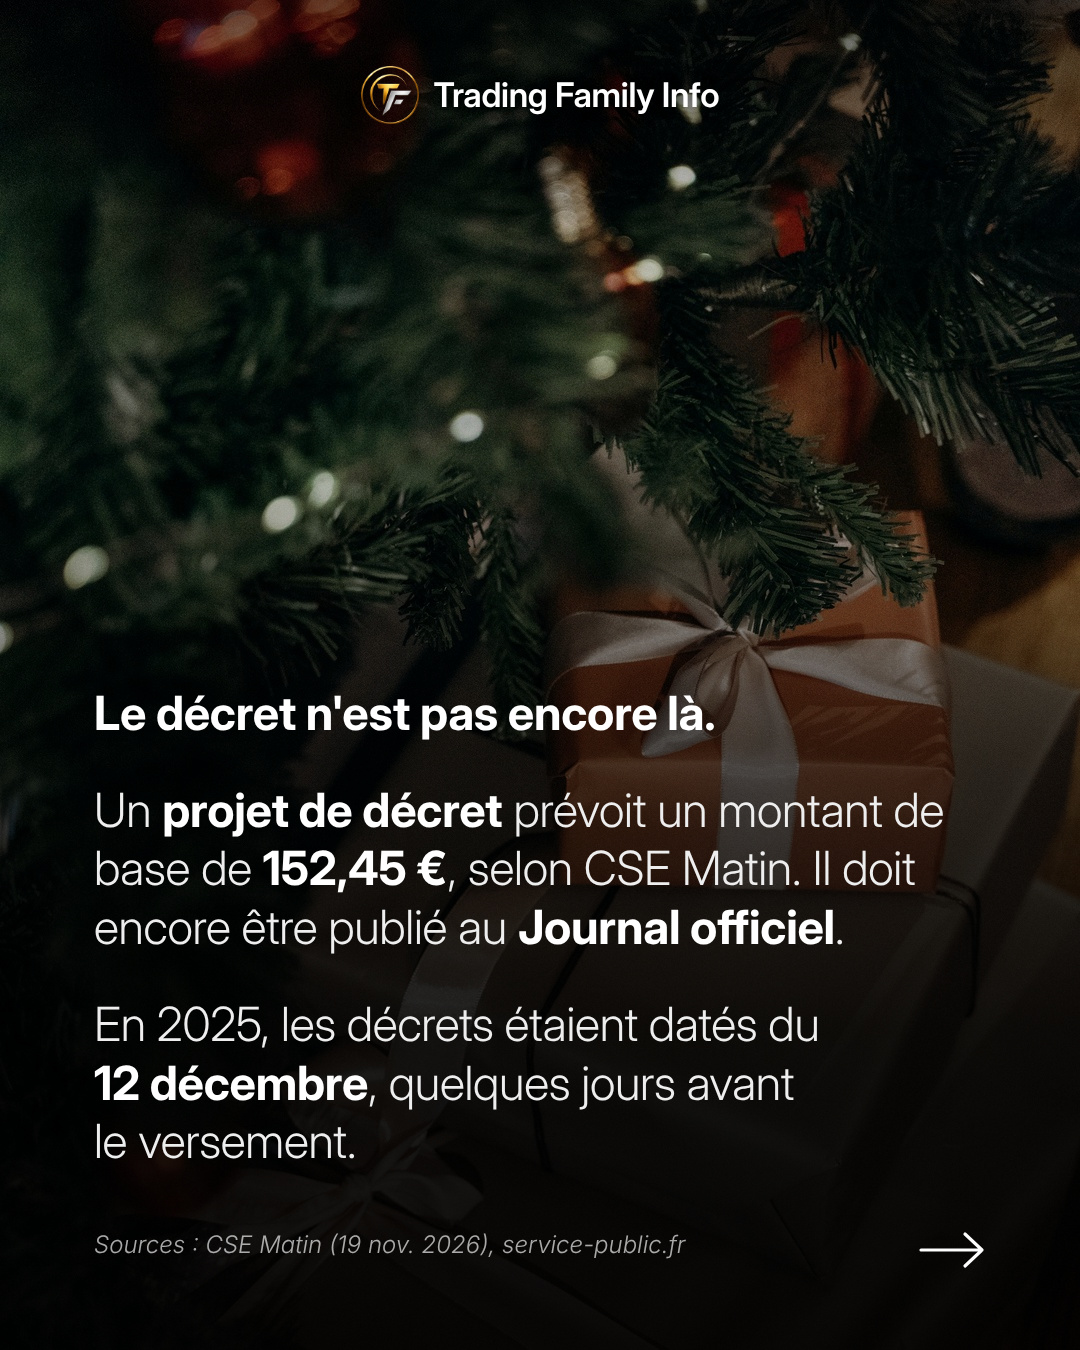 TF Trading Family Info
Le décret n'est pas encore là.
Un projet de décret prévoit un montant de
base de 152,45 €, selon CSE Matin. Il doit
encore être publié au Journal officiel.
En 2025, les décrets étaient datés du
12 décembre, quelques jours avant
le versement.
Sources : CSE Matin (19 nov. 2026), service-public.fr